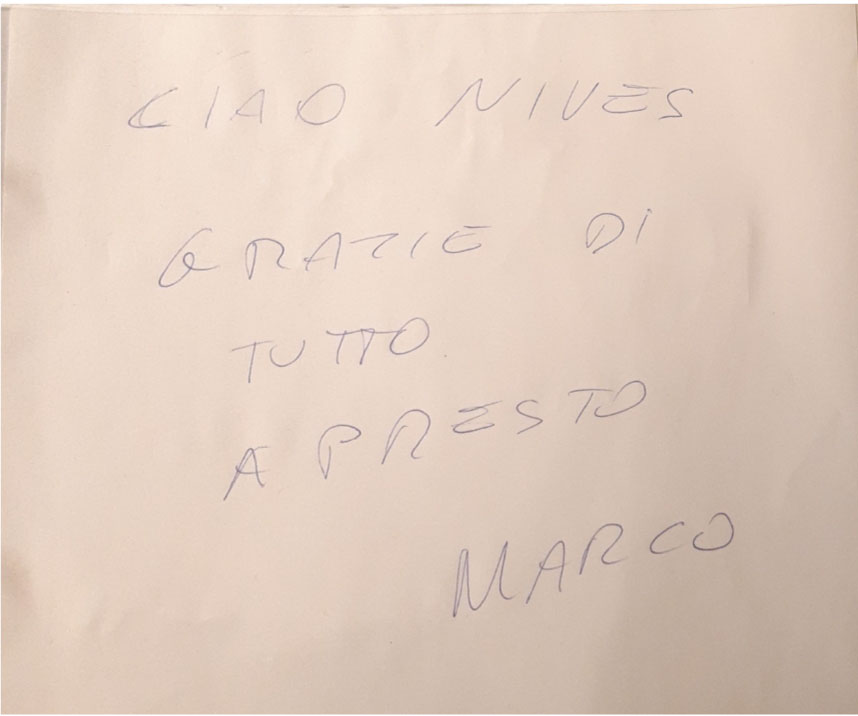 CIAO NIVES
GRAZIE DI
TUTTO
A PRESTO
MARCO